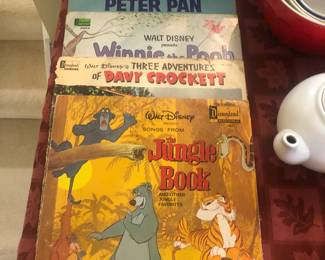 PETER PAN
WALT DISNEY
presents
Winnie the Pooh
Disneyland
Walt Disney's THREE ADVENTURES
OF DAVY CROCKETT
Walt Disney
SONGS FROM
Disneyland
THE
Jungle
Book
AND OTHER
JUNGLE
FAVORITES